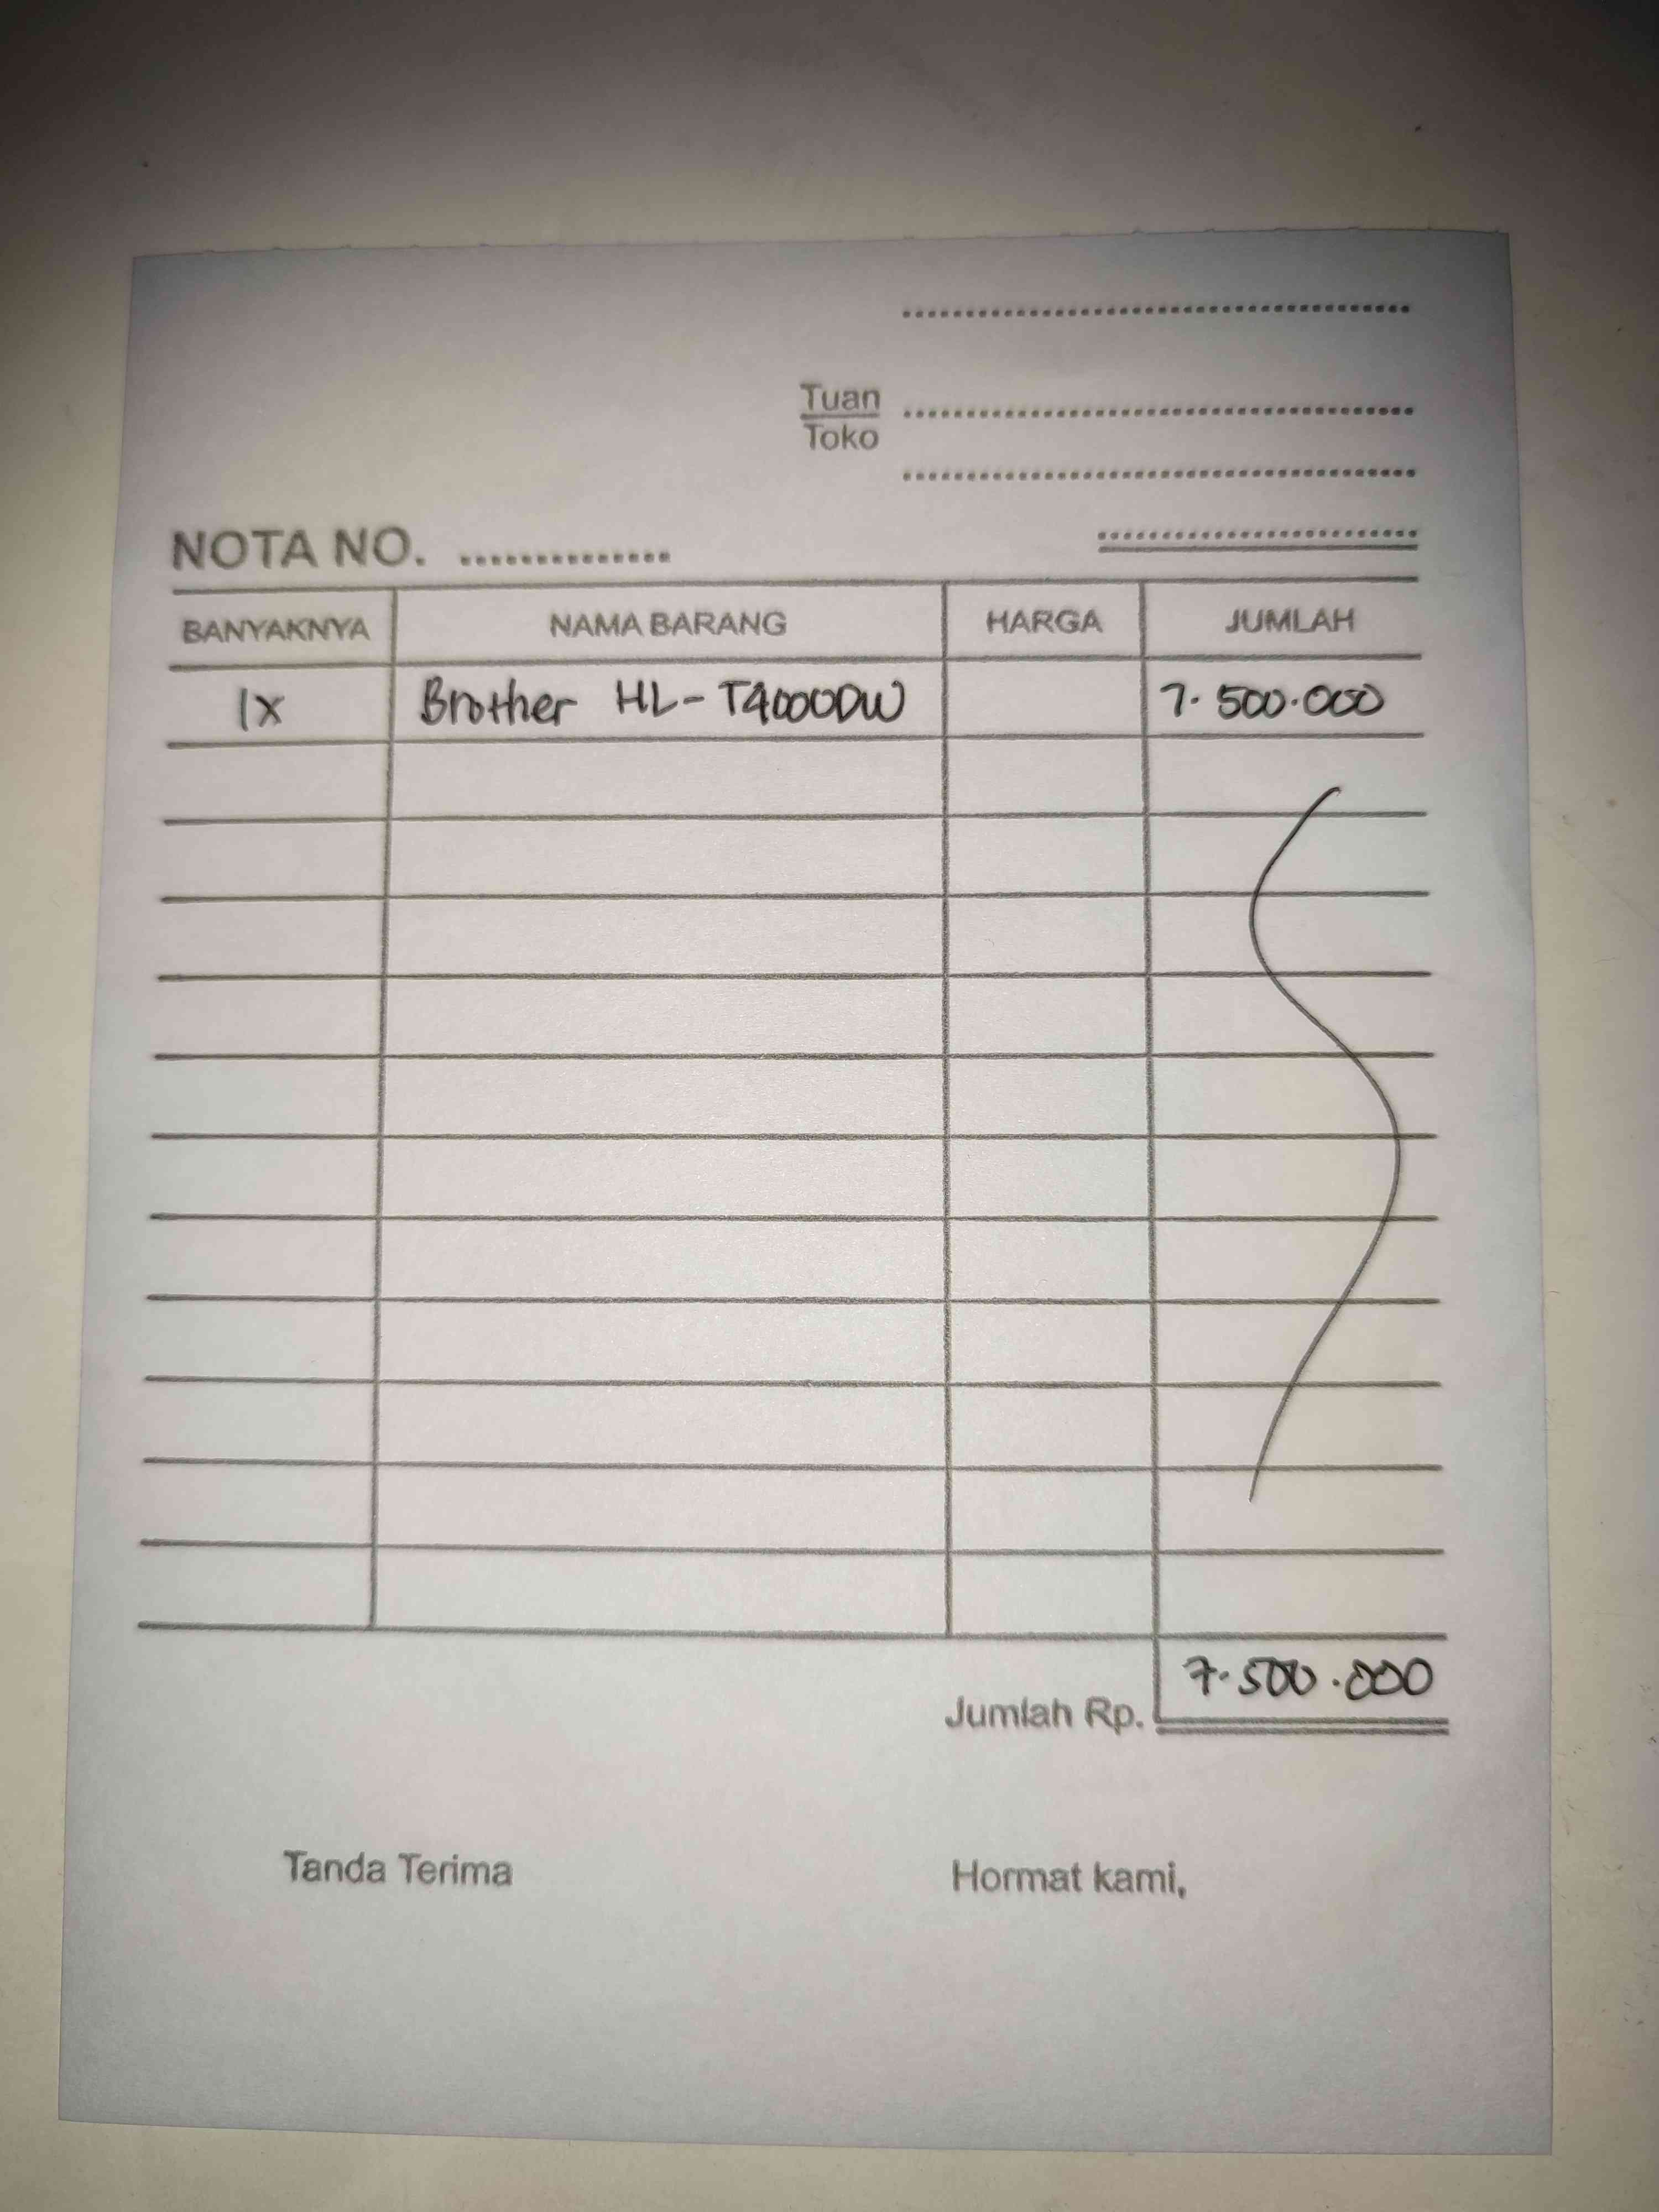 Tuan
Toko
NOTA NO.
BANYAKNYA NAMA BARANG HARGA JUMLAH
1x Brother HL-T4000DW 7.500.000
Jumlah Rp. 7.500.000
Tanda Terima Hormat kami,